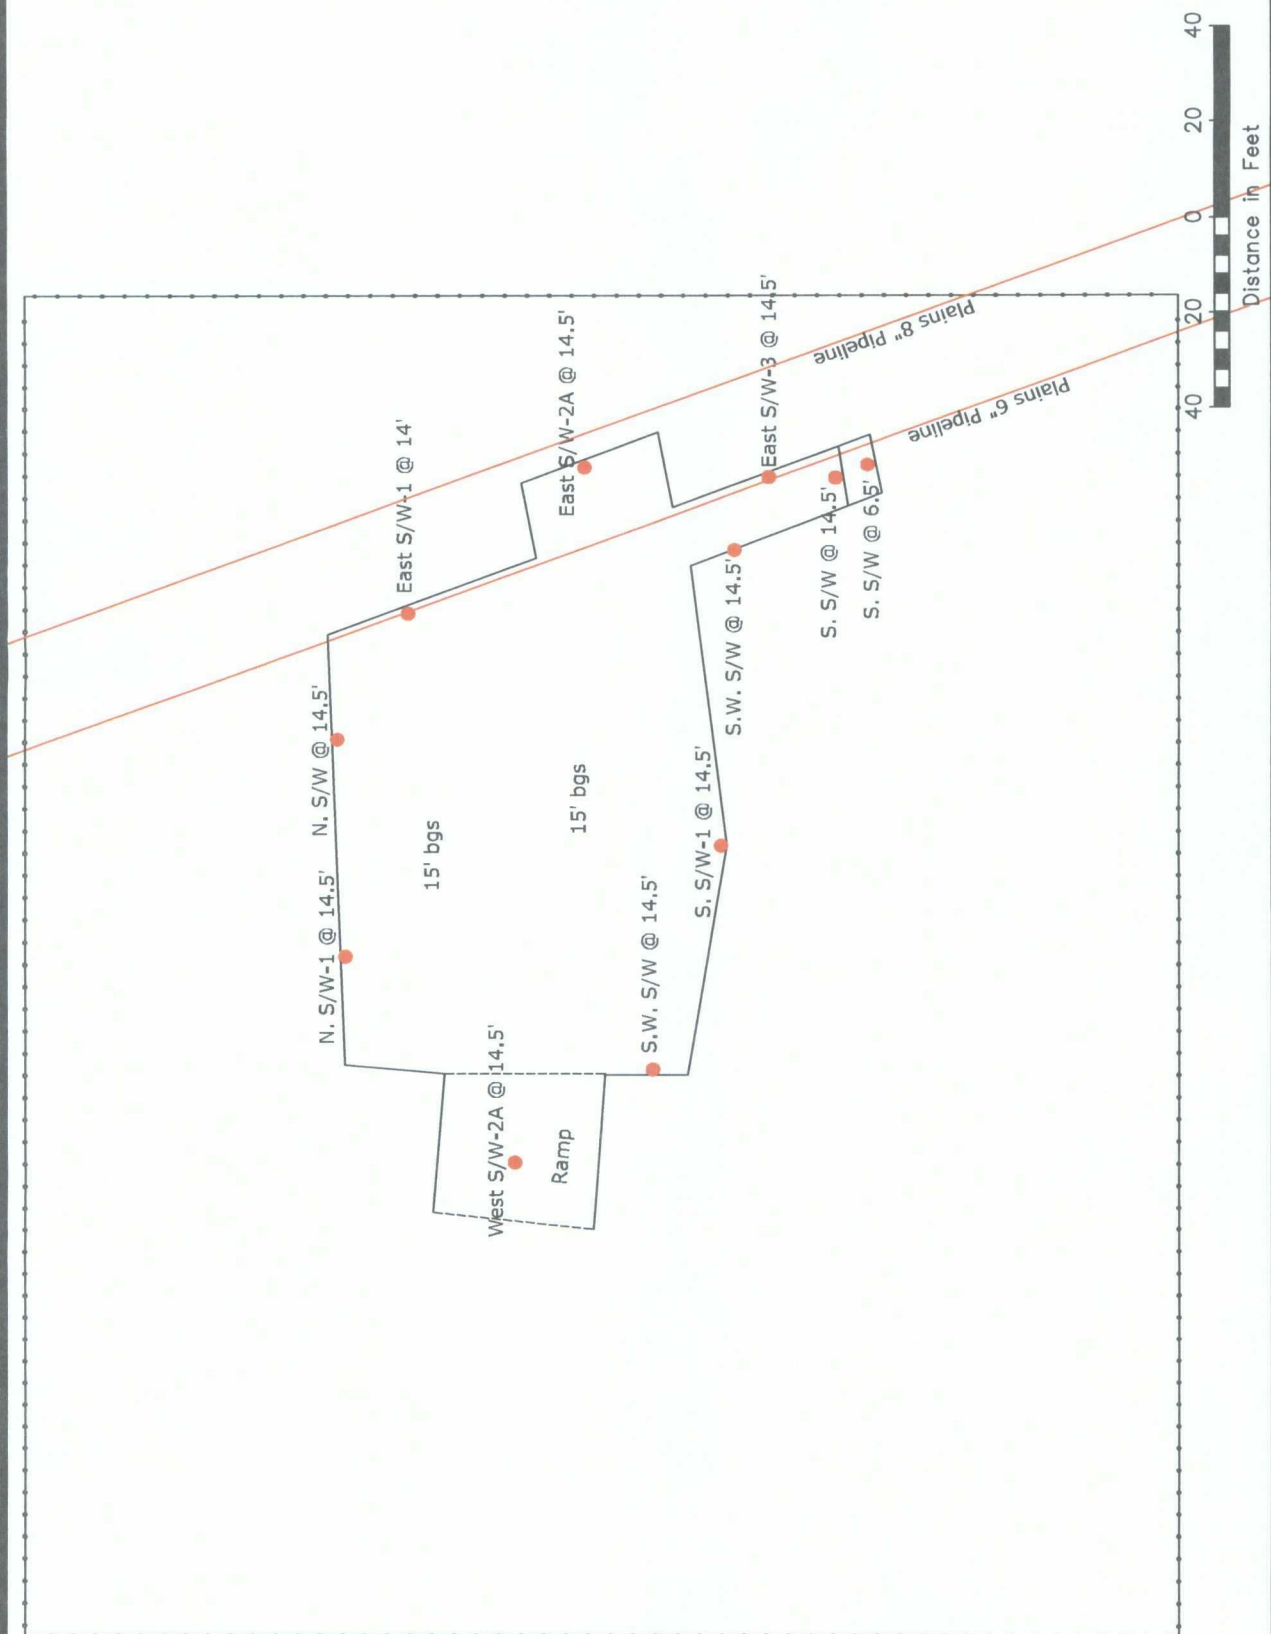 N. S/W-1 @ 14.5'
N. S/W @ 14.5'
East S/W-1 @ 14'
15' bgs
15' bgs
East S/W-2A @ 14.5'
West S/W-2A @ 14.5'
Ramp
S.W. S/W @ 14.5'
S. S/W-1 @ 14.5'
S.W. S/W @ 14.5'
East S/W-3 @ 14.5'
S. S/W @ 14.5'
S. S/W @ 6.5'
Plains 8" Pipeline
Plains 6" Pipeline
40 20 0 20 40
Distance in Feet